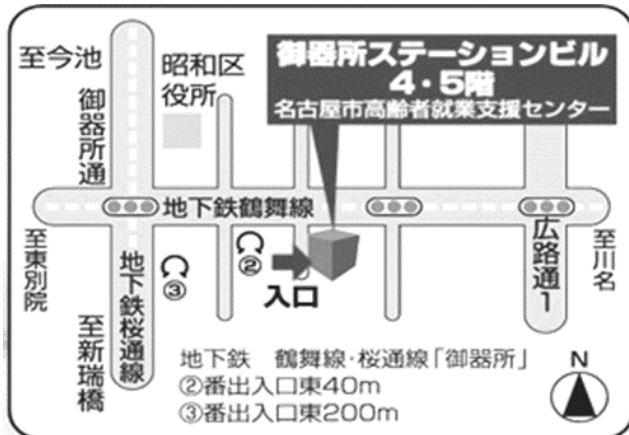 至今池
御器所通
昭和区
役所
御器所ステーションビル
4・5階
名古屋市高齢者就業支援センター
地下鉄鶴舞線
至東別院
地下鉄桜通線
至新瑞橋
③
②
入口
広路通1
至川名
地下鉄 鶴舞線・桜通線「御器所」
②番出入口東40m
③番出入口東200m
N